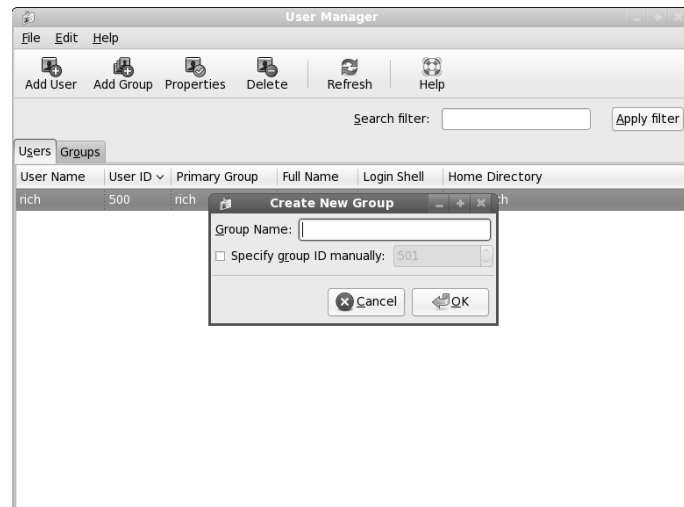 User Manager
File Edit Help
Add User Add Group Properties Delete Refresh Help
Search filter: Apply filter
Users Groups
User Name User ID Primary Group Full Name Login Shell Home Directory
rich 500 rich
Create New Group
Group Name:
Specify group ID manually: 501
Cancel OK